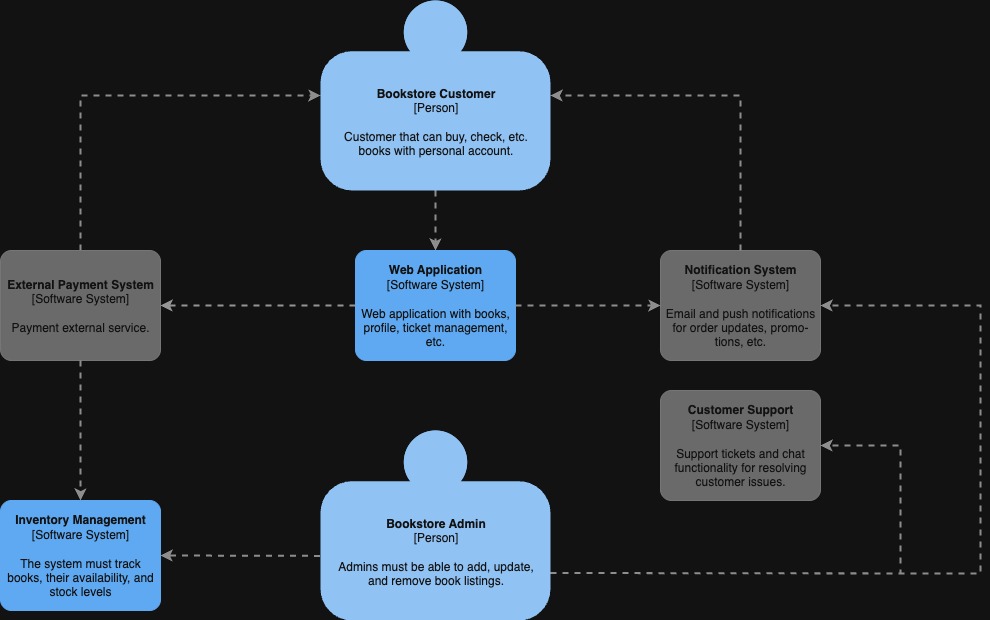 Bookstore Customer
[Person]
Customer that can buy, check, etc.
books with personal account.
External Payment System
[Software System]
Payment external service.
Web Application
[Software System]
Web application with books,
profile, ticket management,
etc.
Notification System
[Software System]
Email and push notifications
for order updates, promo-
tions, etc.
Customer Support
[Software System]
Support tickets and chat
functionality for resolving
customer issues.
Inventory Management
[Software System]
The system must track
books, their availability, and
stock levels
Bookstore Admin
[Person]
Admins must be able to add, update,
and remove book listings.